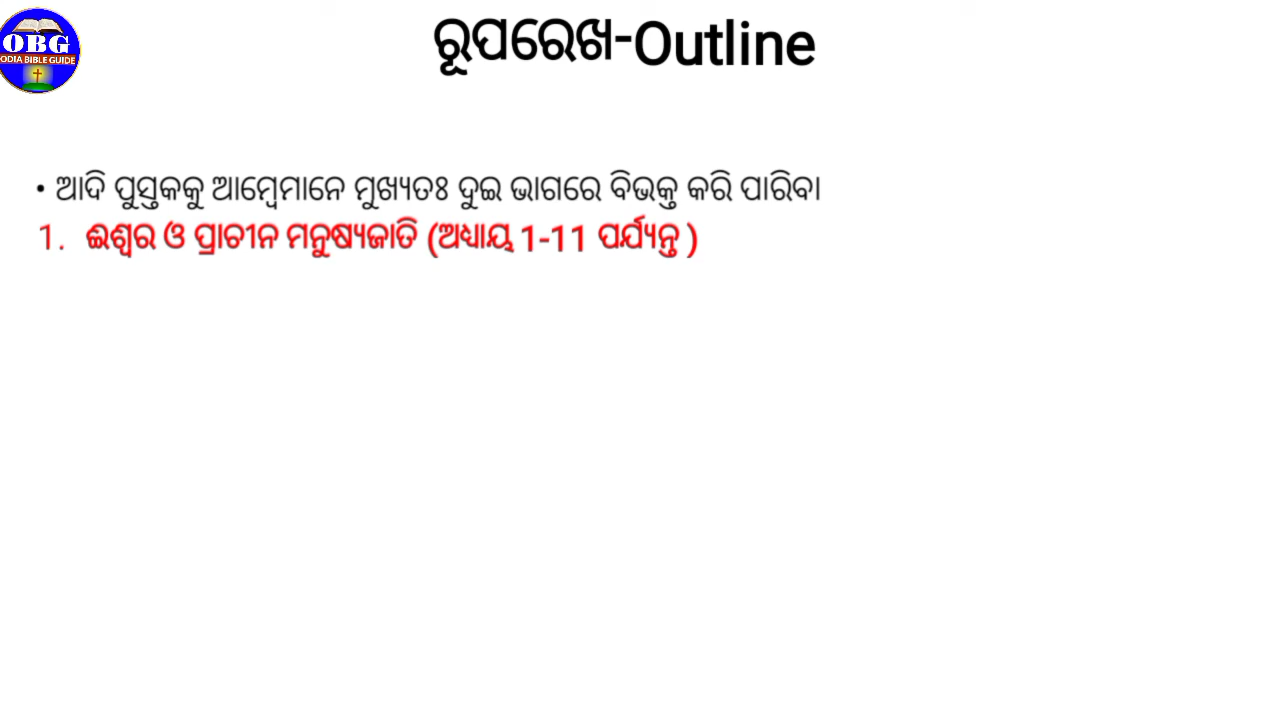 OBG
ODIA BIBLE GUIDE
ରୂପରେଖ-Outline
• ଆଦି ପୁସ୍ତକକୁ ଆମ୍ବେମାନେ ମୁଖ୍ୟତଃ ଦୁଇ ଭାଗରେ ବିଭକ୍ତ କରି ପାରିବା
1. ଈଶ୍ଵର ଓ ପ୍ରାଚୀନ ମନୁଷ୍ୟଜାତି (ଅଧ୍ୟାୟ 1-11 ପର୍ଯ୍ୟନ୍ତ )